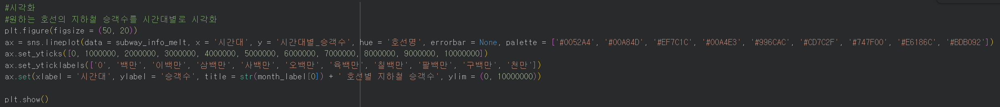 #시각화
#원하는 호선의 지하철 승객수를 시간대별로 시각화
plt.figure(figsize = (50, 20))
ax = sns.lineplot(data = subway_info_melt, x = '시간대', y = '시간대별_승객수', hue = '호선명', errorbar = None, palette = ['#0052A4', '#00A84D', '#EF7C1C', '#00A4E3', '#996CAC', '#CD7C2F', '#747F00', '#E6186C', '#BDB092'])
ax.set_yticks([0, 1000000, 2000000, 3000000, 4000000, 5000000, 6000000, 7000000, 8000000, 9000000, 10000000])
ax.set_yticklabels(['0', '백만', '이백만', '삼백만', '사백만', '오백만', '육백만', '칠백만', '팔백만', '구백만', '천만'])
ax.set(xlabel = '시간대', ylabel = '승객수', title = str(month_label[0]) + ' 호선별 지하철 승객수', ylim = (0, 10000000))
plt.show()